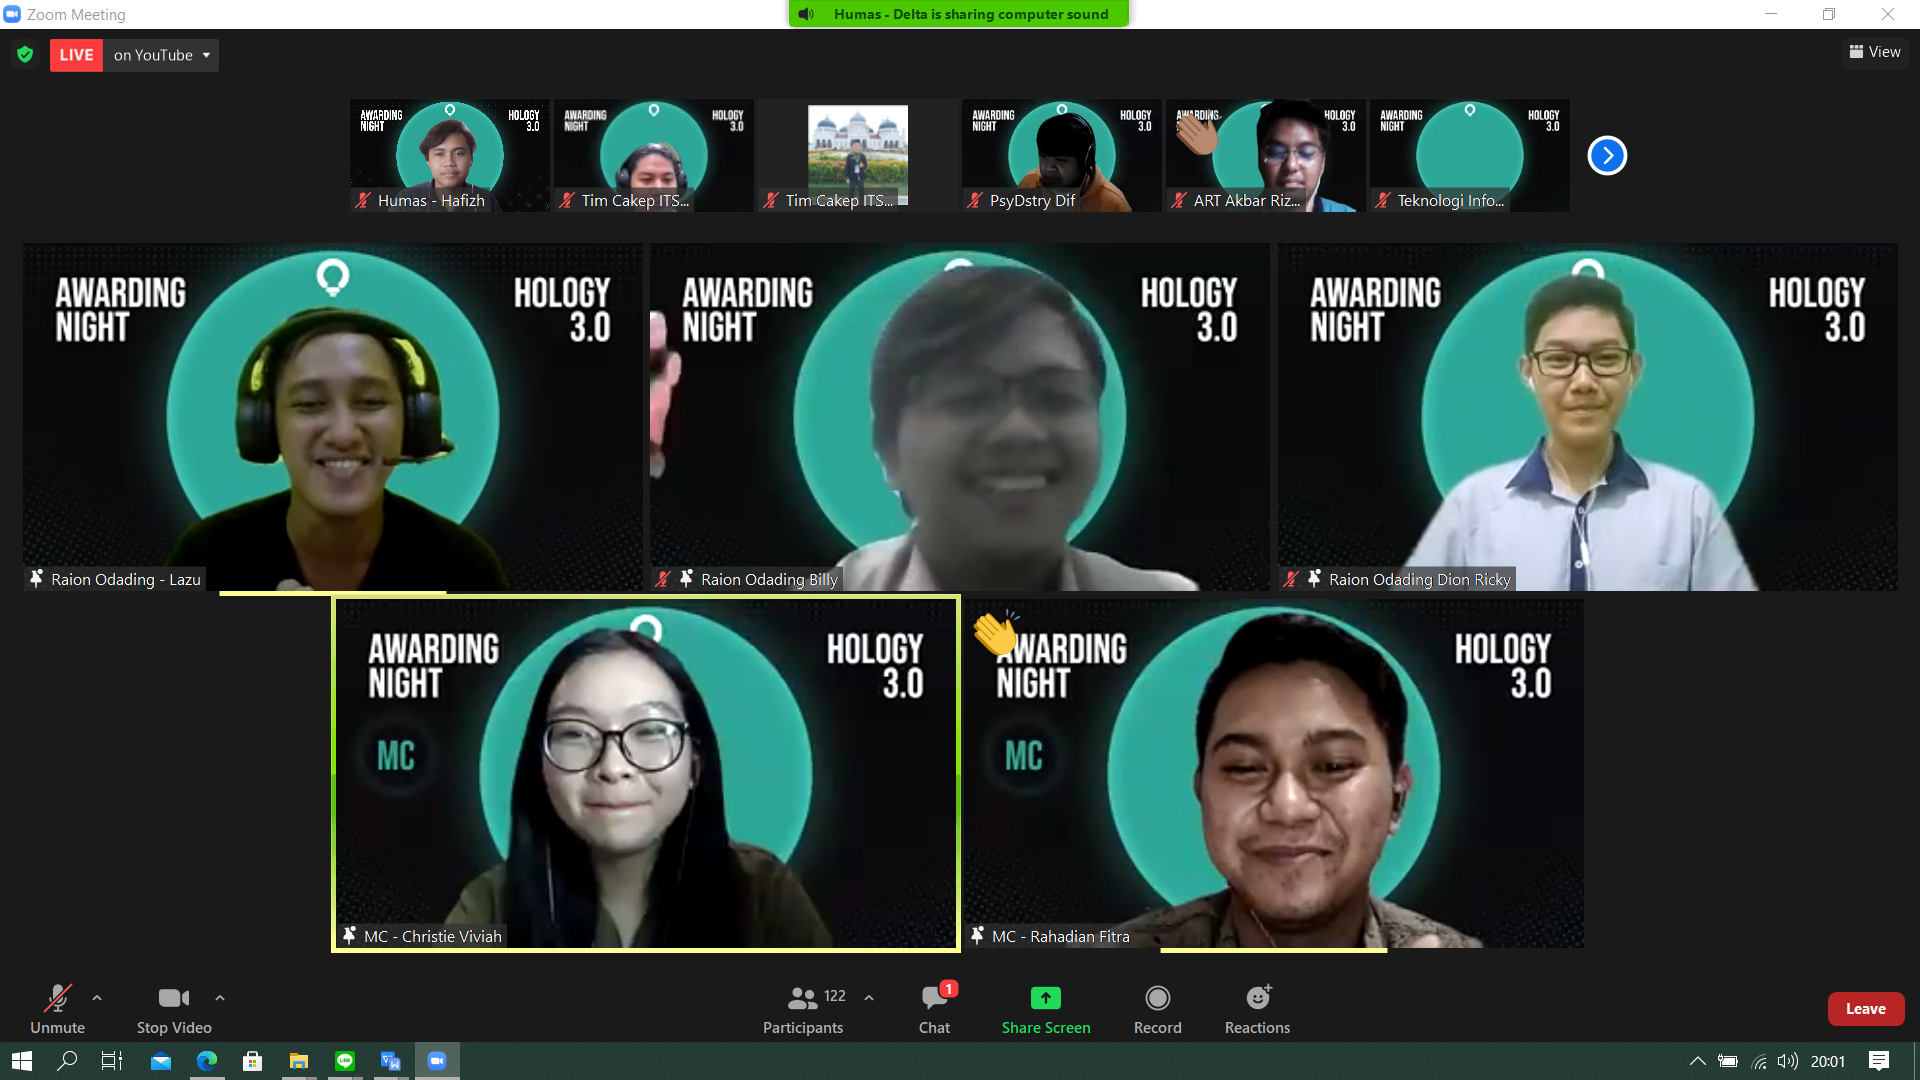 Zoom Meeting
Humas - Delta is sharing computer sound
LIVE on YouTube
View
AWARDING
NIGHT
HOLOGY
3.0
Humas - Hafizh
AWARDING
NIGHT
HOLOGY
3.0
Tim Cakep ITS...
Tim Cakep ITS...
AWARDING
NIGHT
HOLOGY
3.0
PsyDstry Dif
AWARDING
HOLOGY
3.0
ART Akbar Riz...
AWARDING
NIGHT
HOLOGY
3.0
Teknologi Info...
AWARDING
NIGHT
HOLOGY
3.0
Raion Odading - Lazu
AWARDING
NIGHT
HOLOGY
3.0
Raion Odading Billy
AWARDING
NIGHT
HOLOGY
3.0
Raion Odading Dion Ricky
AWARDING
NIGHT
HOLOGY
3.0
MC
MC - Christie Viviah
AWARDING
NIGHT
HOLOGY
3.0
MC
MC - Rahadian Fitra
Unmute
Stop Video
122
Participants
1
Chat
Share Screen
Record
Reactions
Leave
20:01